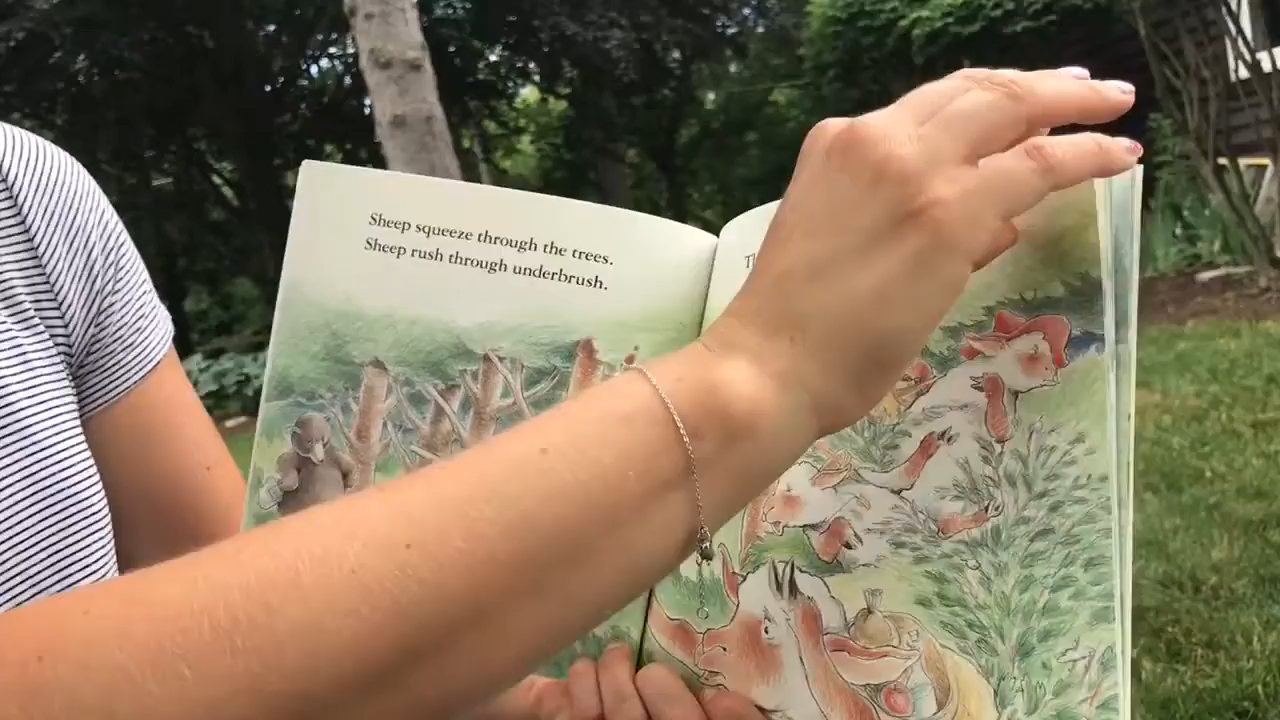 Sheep squeeze through the trees.
Sheep rush through underbrush.